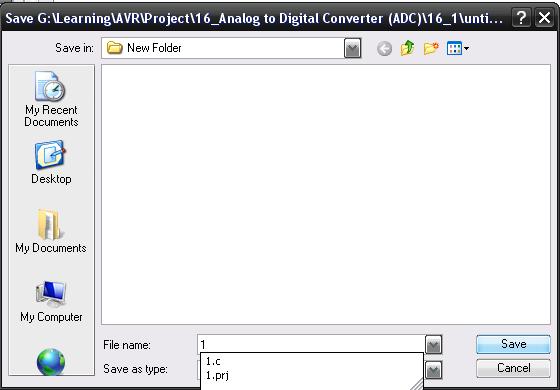 Save G:\Learning\AVR\Project\16_Analog to Digital Converter (ADC)\16_1\unti...
Save in:
New Folder
My Recent
Documents
Desktop
My Documents
My Computer
File name:
1
Save
1.c
1.prj
Save as type:
Cancel